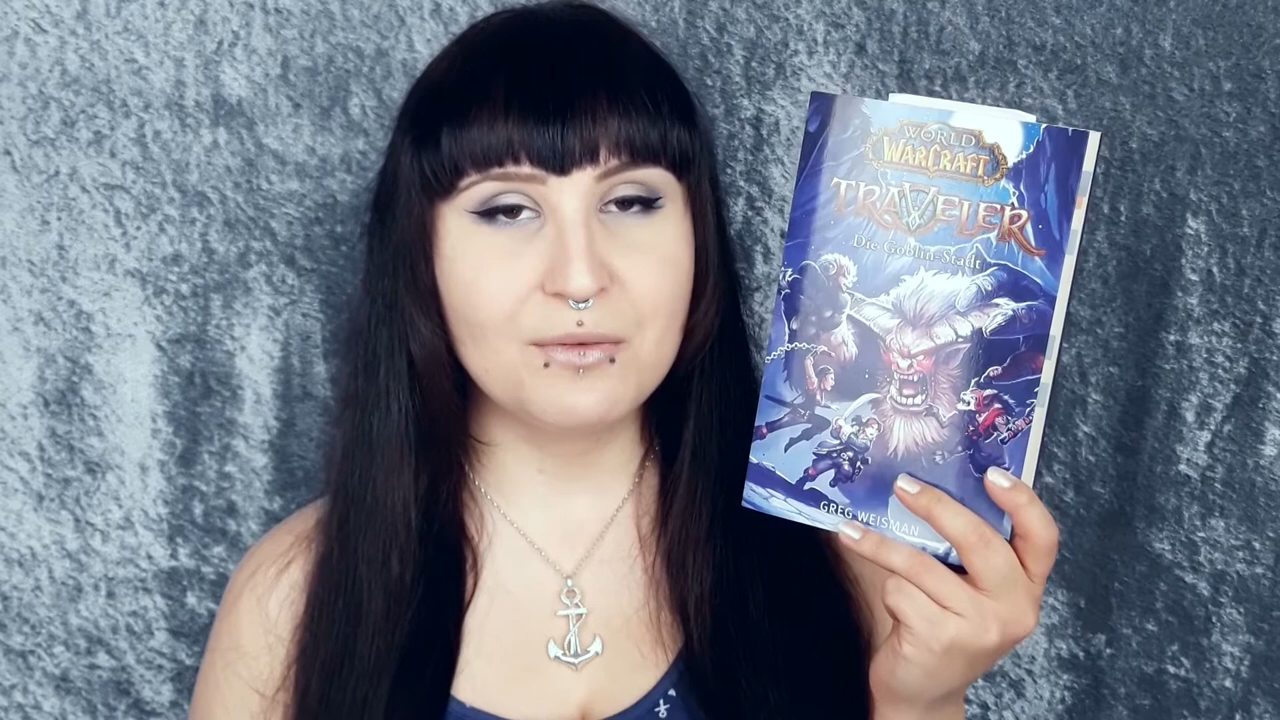 WORLD
WARCRAFT
TRAVELER
Die Goblin-Stadt
GREG WEISMAN